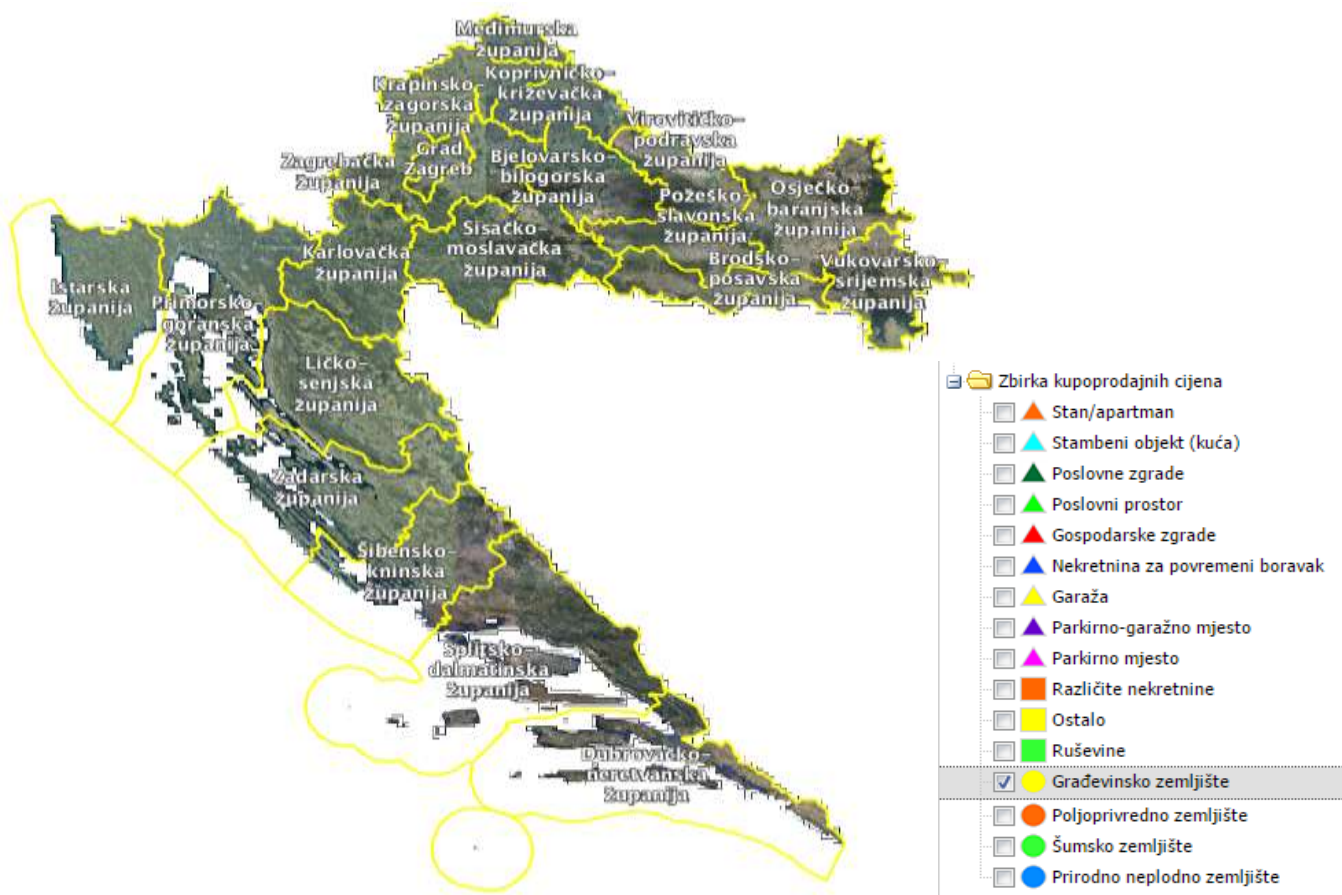 Međimurska
županija
Koprivničko-
križevačka
županija
Krapinsko-
zagorska
županija
Virovitičko-
podravska
županija
Grad
Zagreb
Zagrebačka
županija
Bjelovarsko-
bilogorska
županija
Osječko
baranjska
županija
Požeško-
slavonska
županija
Sisačko-
moslavačka
županija
Karlovačka
županija
Brodsko-
posavska
županija
Vukovarsko-
srijemska
županija
Istarska
županija
Primorsko-
goranska
županija
Ličko-
senjska
županija
Zadarska
županija
Šibensko-
kninska
županija
Splitsko-
dalmatinska
županija
Dubrovačko-
neretvanska
županija
Zbirka kupoprodajnih cijena
Stan/apartman
Stambeni objekt (kuća)
Poslovne zgrade
Poslovni prostor
Gospodarske zgrade
Nekretnina za povremeni boravak
Garaža
Parkirno-garažno mjesto
Parkirno mjesto
Različite nekretnine
Ostalo
Ruševine
Građevinsko zemljište
Poljoprivredno zemljište
Šumsko zemljište
Prirodno neplodno zemljište